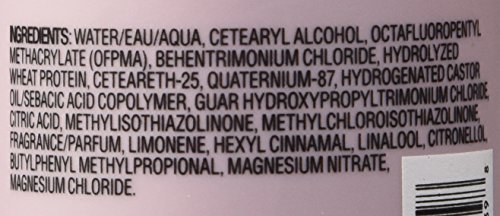 INGREDIENTS: WATER/EAU/AQUA, CETEARYL ALCOHOL, OCTAFLUOROPENTYL
METHACRYLATE (OFPMA), BEHENTRIMONIUM CHLORIDE, HYDROLYZED
WHEAT PROTEIN, CETEARETH-25, QUATERNIUM-87, HYDROGENATED CASTOR
OIL/SEBACIC ACID COPOLYMER, GUAR HYDROXYPROPYLTRIMONIUM CHLORIDE,
CITRIC ACID, METHYLISOTHIAZOLINONE, METHYLCHLOROISOTHIAZOLINONE,
FRAGRANCE/PARFUM, LIMONENE, HEXYL CINNAMAL, LINALOOL, CITRONELLOL
BUTYLPHENYL METHYLPROPIONAL, MAGNESIUM NITRATE,
MAGNESIUM CHLORIDE.